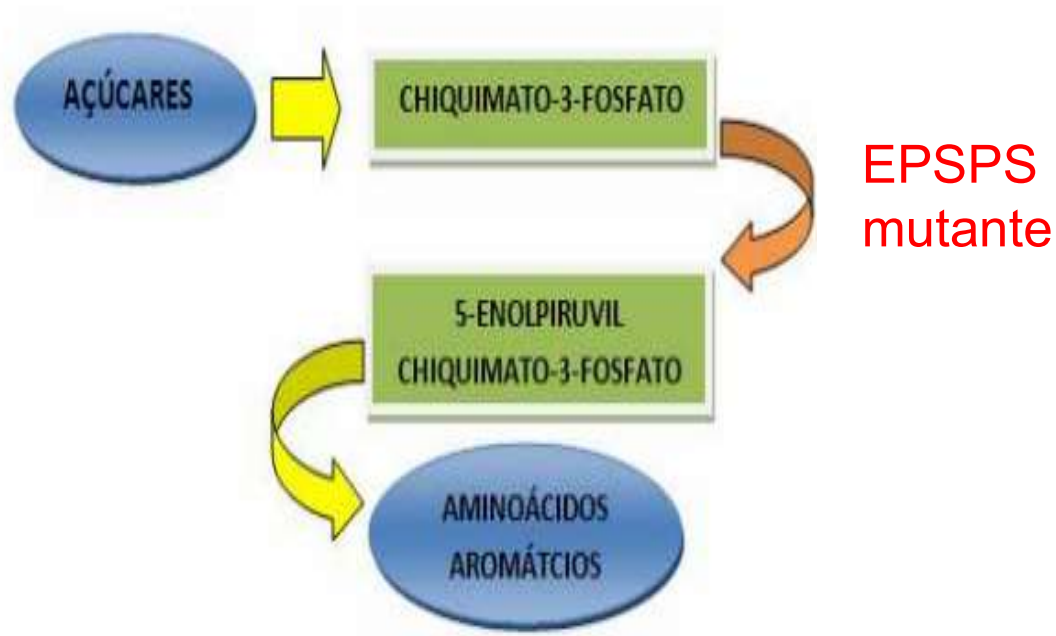 AÇÚCARES
CHIQUIMATO-3-FOSFATO
EPSPS
mutante
5-ENOLPIRUVIL
CHIQUIMATO-3-FOSFATO
AMINOÁCIDOS
AROMÁTCIOS